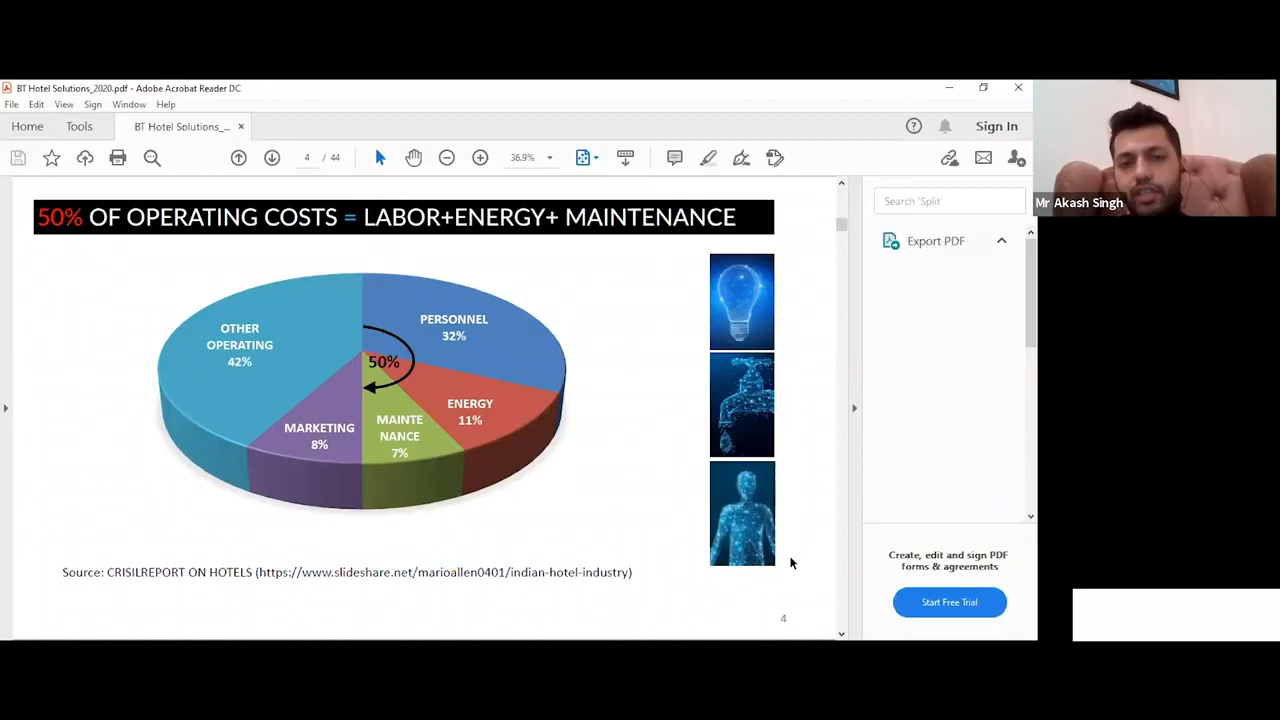 BT Hotel Solutions_2020.pdf - Adobe Acrobat Reader DC
File Edit View Sign Window Help
Home Tools BT Hotel Solutions_... × Sign In
4 / 44 36.9%
50% OF OPERATING COSTS = LABOR+ENERGY+ MAINTENANCE
OTHER
OPERATING
42%
PERSONNEL
32%
50%
ENERGY
11%
MAINTE
NANCE
7%
MARKETING
8%
Source: CRISILREPORT ON HOTELS (https://www.slideshare.net/marioallen0401/indian-hotel-industry)
4
Search 'Split'
Export PDF
Create, edit and sign PDF
forms & agreements
Start Free Trial
Mr Akash Singh